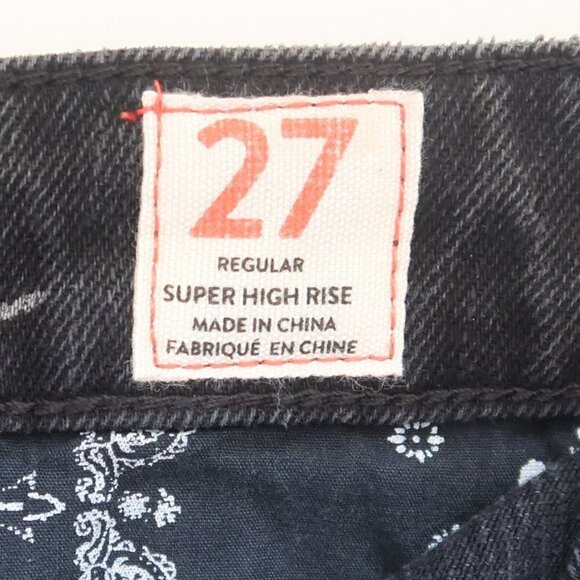 27
REGULAR
SUPER HIGH RISE
MADE IN CHINA
FABRIQUÉ EN CHINE